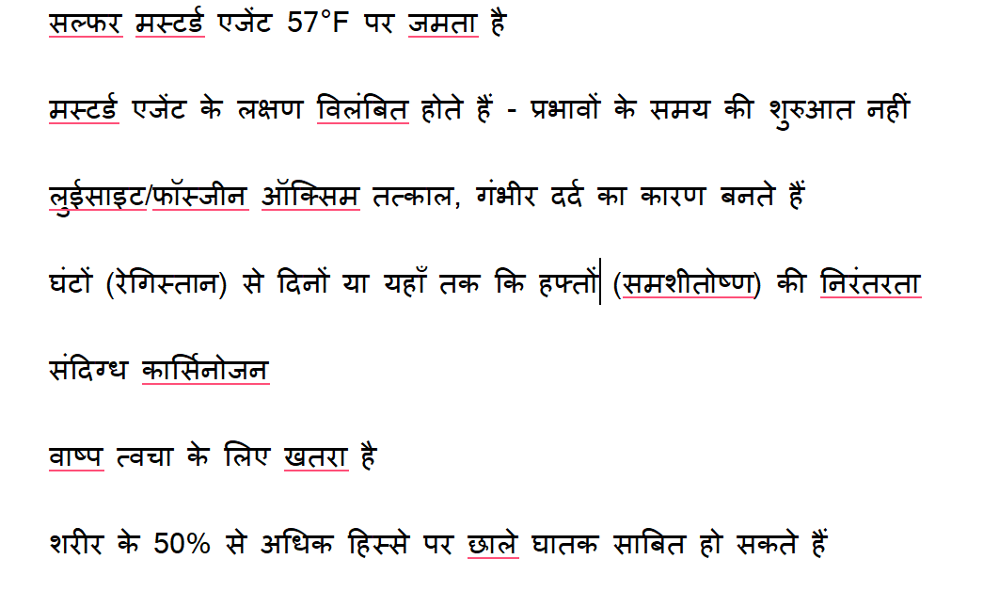 सल्फर मस्टर्ड एजेंट 57°F पर जमता है
मस्टर्ड एजेंट के लक्षण विलंबित होते हैं - प्रभावों के समय की शुरुआत नहीं
लुईसाइट/फॉस्जीन ऑक्सिम तत्काल, गंभीर दर्द का कारण बनते हैं
घंटों (रेगिस्तान) से दिनों या यहाँ तक कि हफ्तों (समशीतोष्ण) की निरंतरता
संदिग्ध कार्सिनोजन
वाष्प त्वचा के लिए खतरा है
शरीर के 50% से अधिक हिस्से पर छाले घातक साबित हो सकते हैं